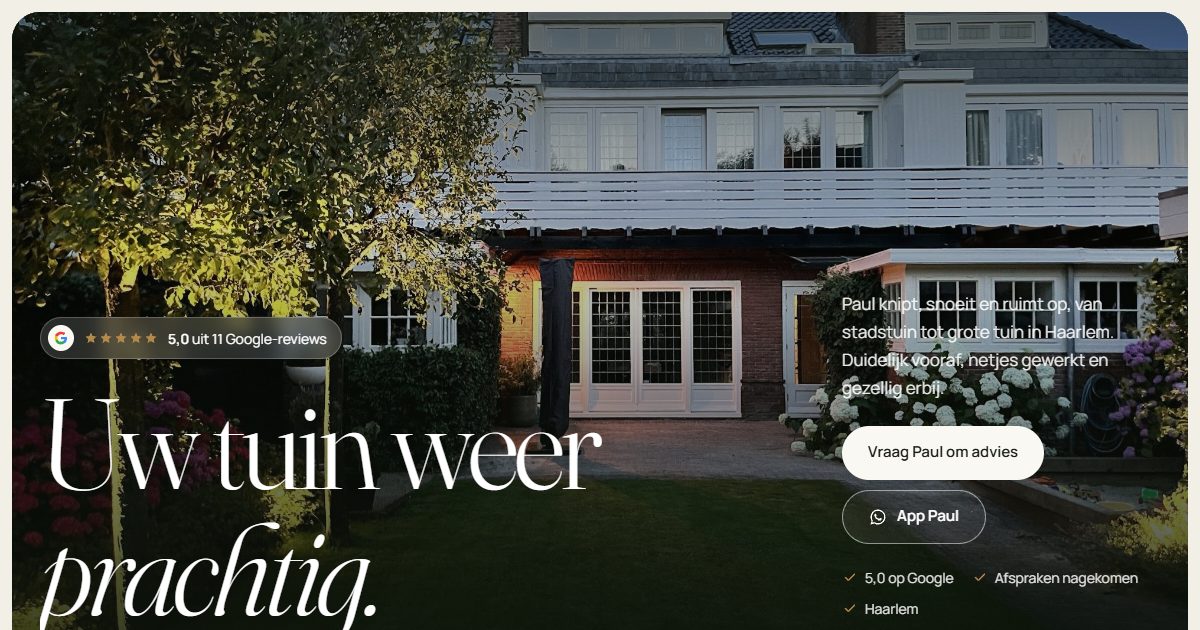 5,0 uit 11 Google-reviews
Uw tuin weer
prachtig.
Paul knipt, snoeit en ruimt op, van
stadstuin tot grote tuin in Haarlem.
Duidelijk vooraf, netjes gewerkt en
gezellig erbij.
Vraag Paul om advies
App Paul
5,0 op Google
Afspraken nagekomen
Haarlem